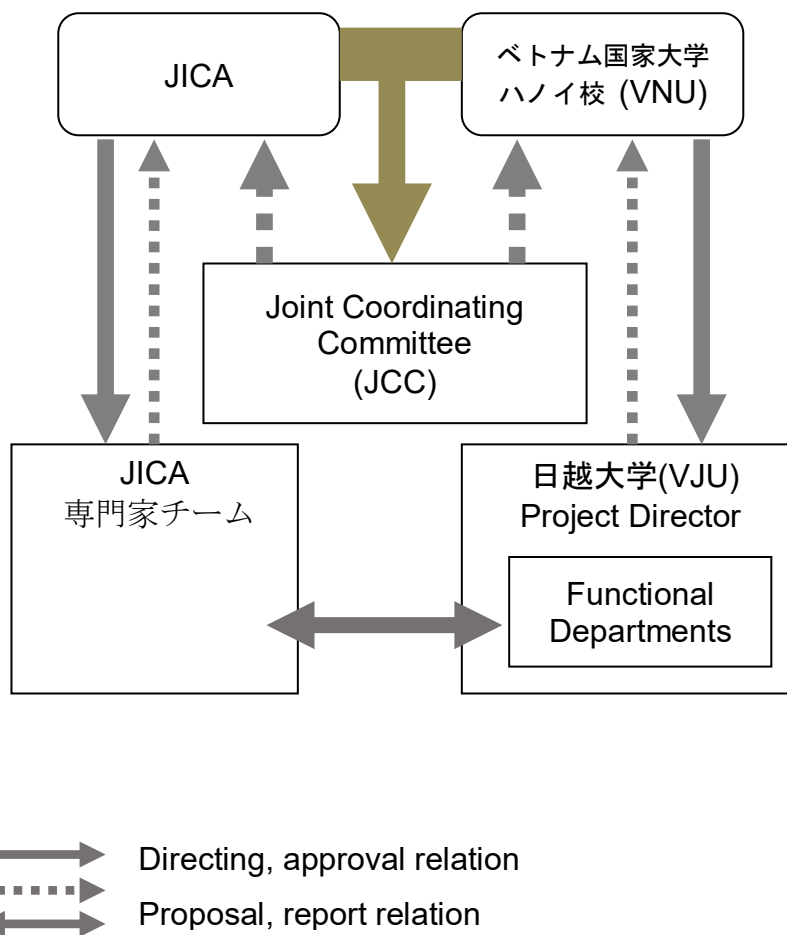 JICA
ベトナム国家大学
ハノイ校 (VNU)
Joint Coordinating
Committee
(JCC)
JICA
専門家チーム
日越大学(VJU)
Project Director
Functional
Departments
Directing, approval relation
Proposal, report relation